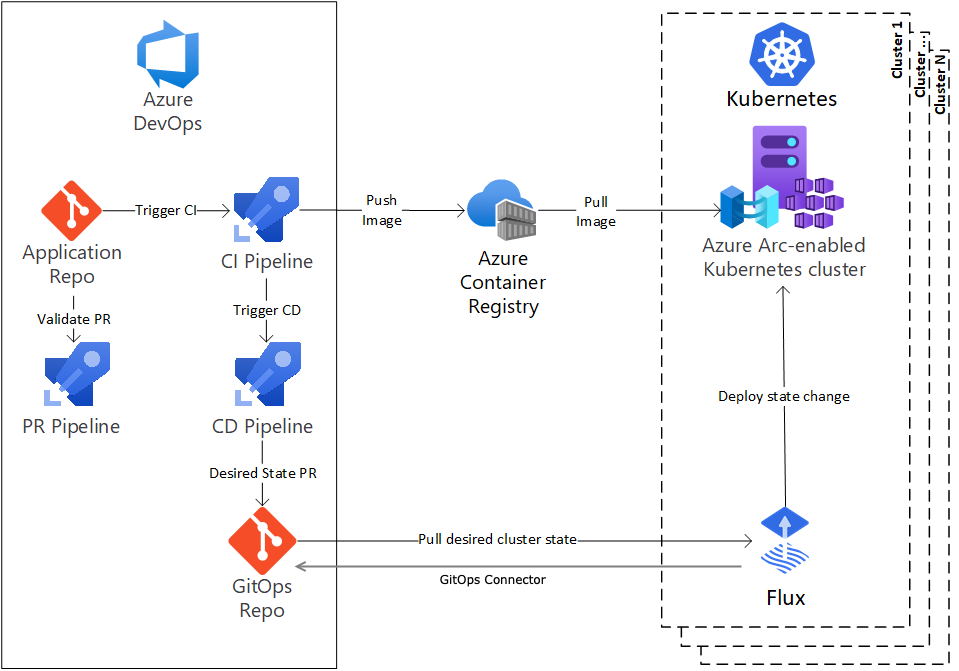 Azure
DevOps
Kubernetes
Cluster 1
Cluster ...
Cluster N
Application
Repo
Trigger CI
CI Pipeline
Push
Image
Azure
Container
Registry
Pull
Image
Azure Arc-enabled
Kubernetes cluster
Validate PR
PR Pipeline
Trigger CD
CD Pipeline
Desired State PR
GitOps
Repo
Pull desired cluster state
GitOps Connector
Deploy state change
Flux